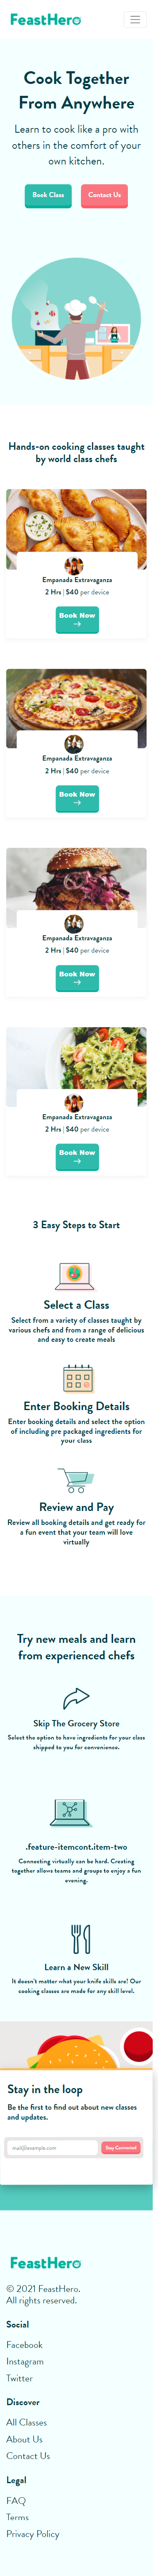 FeastHero
Cook Together
From Anywhere
Learn to cook like a pro with
others in the comfort of your
own kitchen.
Book Class
Contact Us
Hands-on cooking classes taught
by world class chefs
Empanada Extravaganza
2 Hrs | $40 per device
Book Now
→
Empanada Extravaganza
2 Hrs | $40 per device
Book Now
→
Empanada Extravaganza
2 Hrs | $40 per device
Book Now
→
Empanada Extravaganza
2 Hrs | $40 per device
Book Now
→
3 Easy Steps to Start
Select a Class
Select from a variety of classes taught by
various chefs and from a range of delicious
and easy to create meals
Enter Booking Details
Enter booking details and select the option
of including pre packaged ingredients for
your class
Review and Pay
Review all booking details and get ready for
a fun event that your team will love
virtually
Try new meals and learn
from experienced chefs
Skip The Grocery Store
Select the option to have ingredients for your class
shipped to you for convenience.
.feature-itemcont.item-two
Connecting virtually can be hard. Creating
together allows teams and groups to enjoy a fun
evening.
Learn a New Skill
It doesn't matter what your knife skills are! Our
cooking classes are made for any skill level.
Stay in the loop
Be the first to find out about new classes
and updates.
mail@example.com
Stay Connected
FeastHero
© 2021 FeastHero.
All rights reserved.
Social
Facebook
Instagram
Twitter
Discover
All Classes
About Us
Contact Us
Legal
FAQ
Terms
Privacy Policy